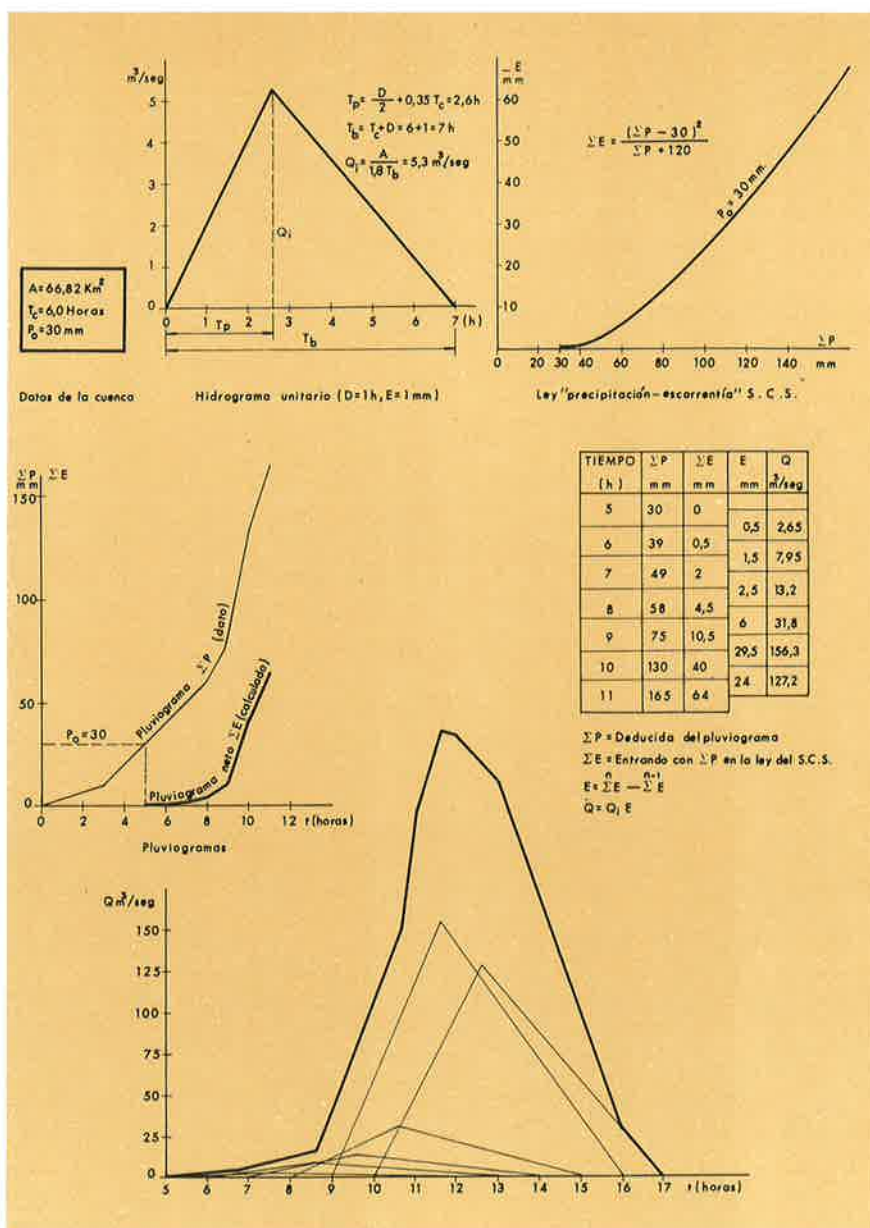 m³/seg
5
4
3
2
1
0
0 1 2 3 4 5 6 7 (h)
Qi
Tp
Tb
Tp= D/2 +0,35 Tc=2,6h
Tb= Tc+D=6+1=7h
Qi= A/1,8 Tb =5,3 m³/seg
A=66,82 Km²
Tc=6,0 Horas
Po=30 mm
Datos de la cuenca
Hidrograma unitario (D=1h, E=1mm)
E
mm
60
50
40
30
20
10
ΣE = (ΣP – 30)² / ΣP + 120
Po=30mm.
ΣP
0 20 30 40 60 80 100 120 140 mm
Ley "precipitación-escorrentía" S.C.S.
ΣP ΣE
mm
150
100
50
0
Po=30
Pluviograma ΣP (dato)
Pluviograma neto ΣE(calculado)
0 2 4 6 8 10 12 t(horas)
Pluviogramas
TIEMPO ΣP ΣE E Q
(h) mm mm mm m³/seg
5 30 0
0,5 2,65
6 39 0,5
1,5 7,95
7 49 2
2,5 13,2
8 58 4,5
6 31,8
9 75 10,5
29,5 156,3
10 130 40
24 127,2
11 165 64
ΣP = Deducida del pluviograma
ΣE = Entrando con ΣP en la ley del S.C.S.
n n-1
E= ΣE — ΣE
Q= Qi E
Q m³/seg
150
125
100
75
50
25
0
5 6 7 8 9 10 11 12 13 14 15 16 17 t(horas)